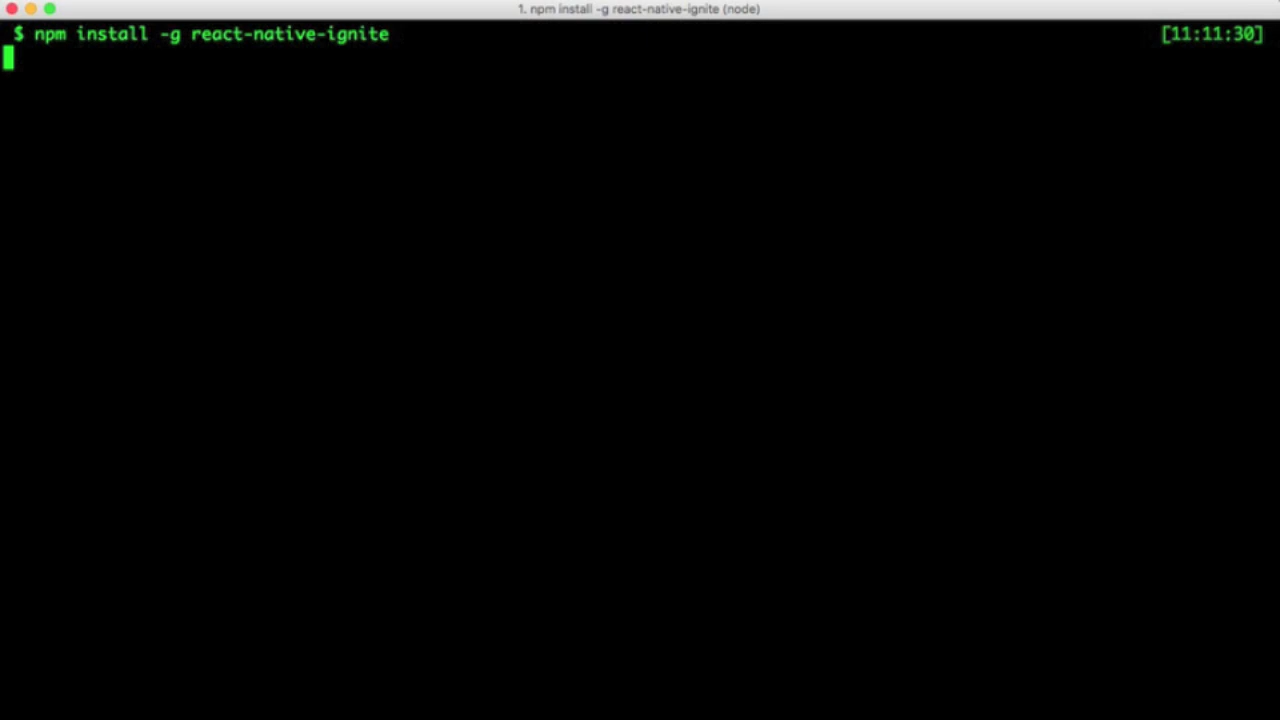 1. npm install -g react-native-ignite (node)
$ npm install -g react-native-ignite [11:11:30]